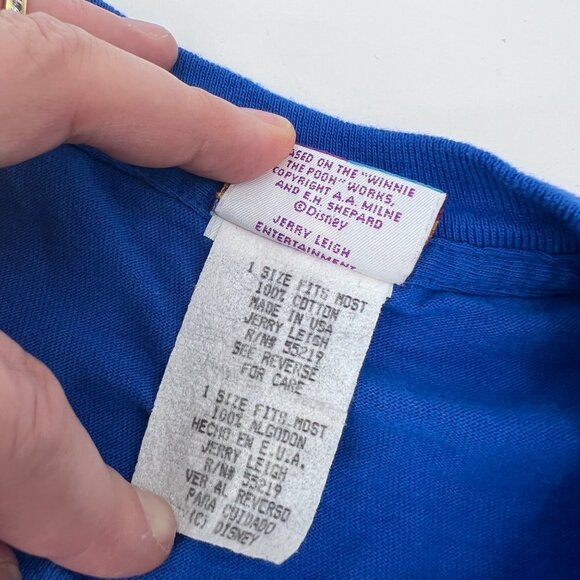 BASED ON THE "WINNIE
THE POOH" WORKS,
COPYRIGHT A.A. MILNE
AND E.H. SHEPARD
©Disney
JERRY LEIGH
ENTERTAINMENT
1 SIZE FITS MOST
100% COTTON
MADE IN USA
JERRY LEIGH
R/N# 55219
SEE REVERSE
FOR CARE
1 SIZE FITS MOST
100% ALGODON
HECHO EN E.U.A.
JERRY LEIGH
R/N# 55219
VER AL REVERSO
PARA CUIDADO
(C) DISNEY